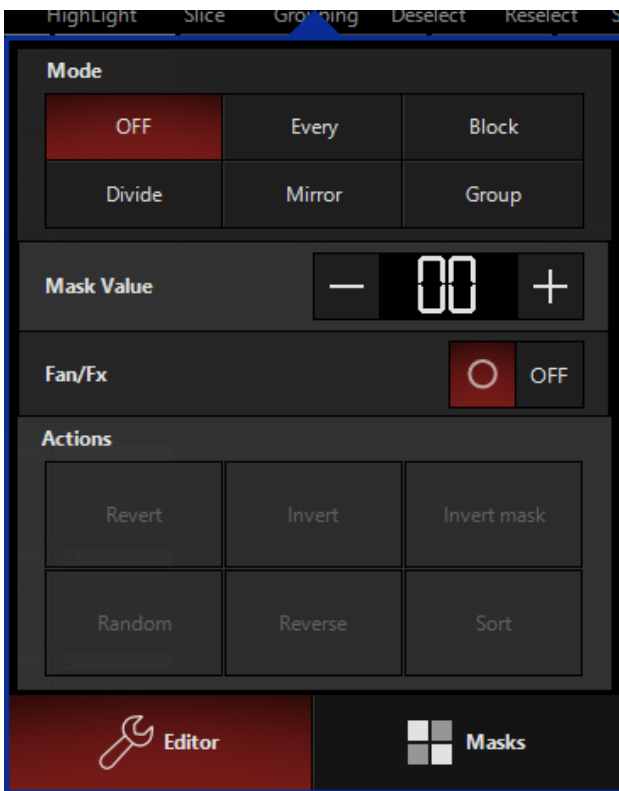 HighLight Slice Grouping Deselect Reselect
Mode
OFF Every Block
Divide Mirror Group
Mask Value 00
Fan/Fx OFF
Actions
Revert Invert Invert mask
Random Reverse Sort
Editor Masks